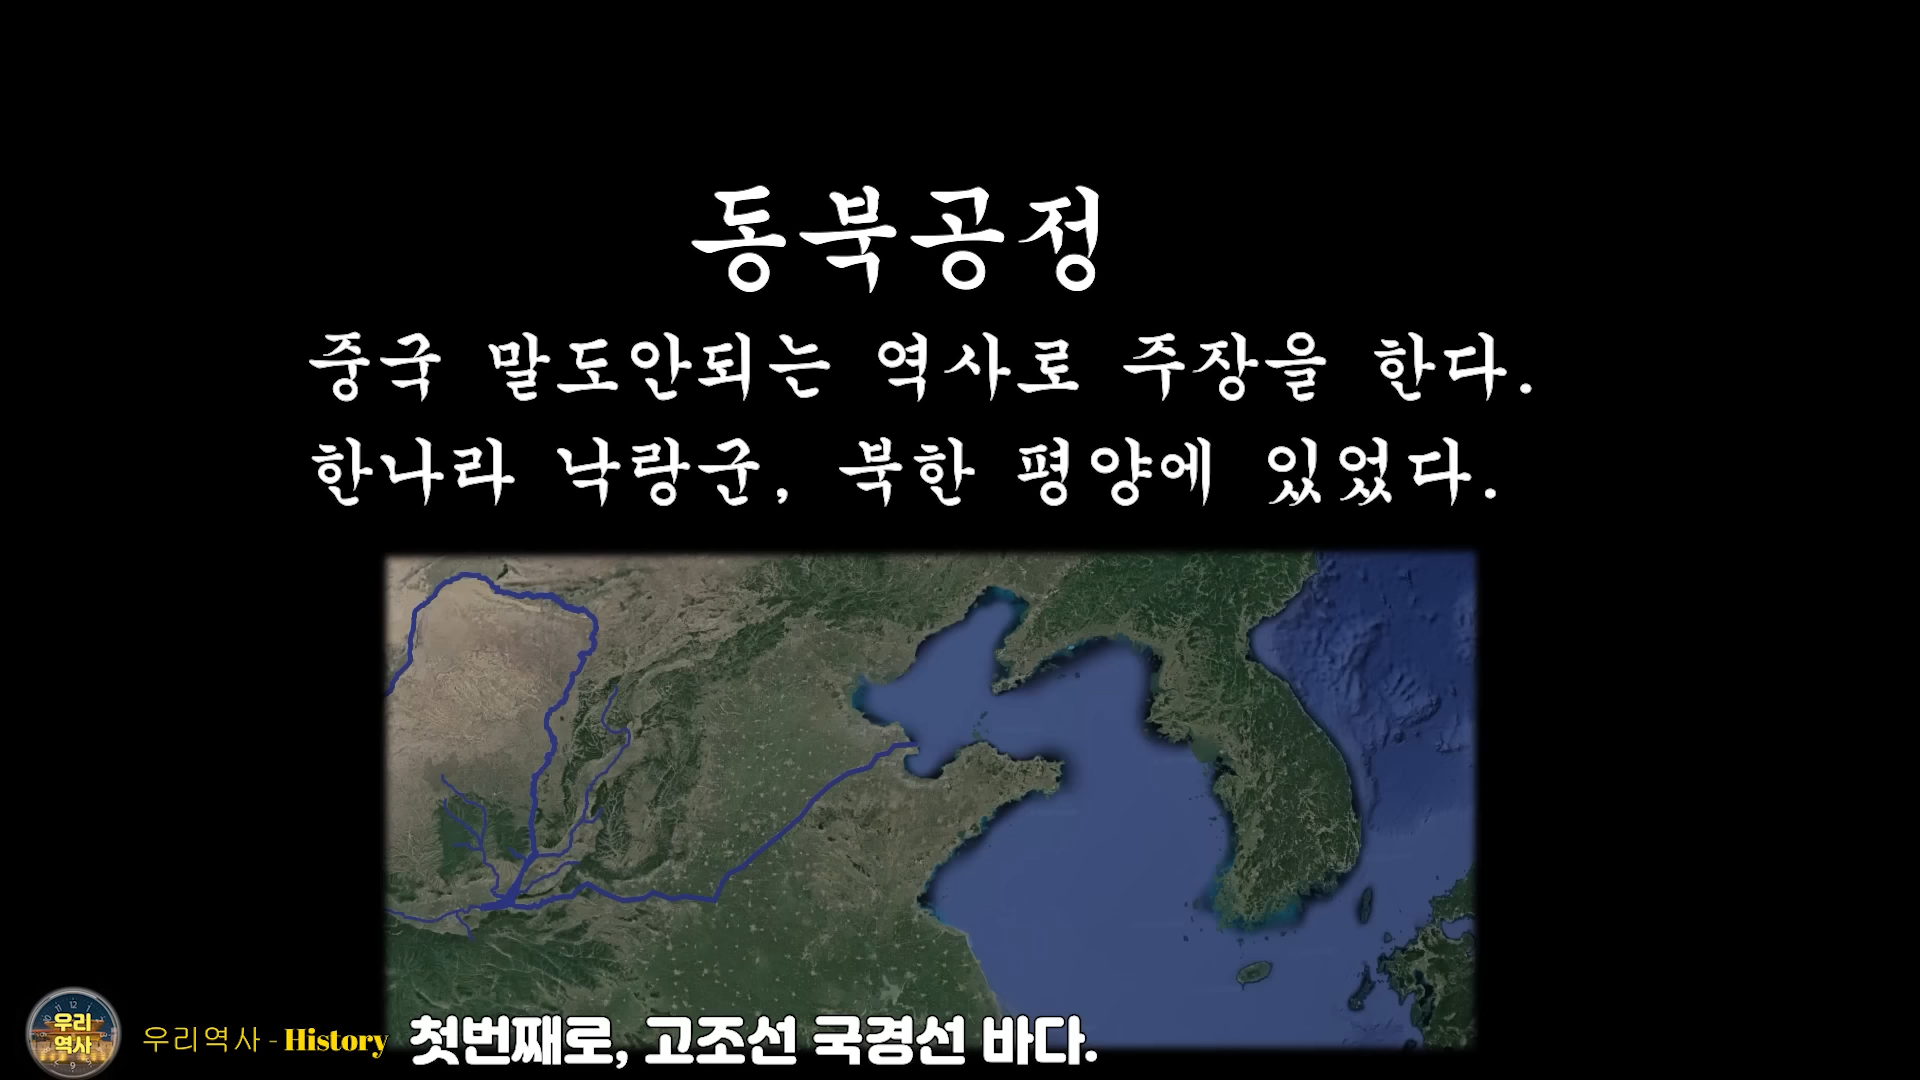 동북공정
중국 말도안되는 역사로 주장을 한다.
한나라 낙랑군, 북한 평양에 있었다.
우리
역사
우리역사 - History
첫번째로, 고조선 국경선 바다.